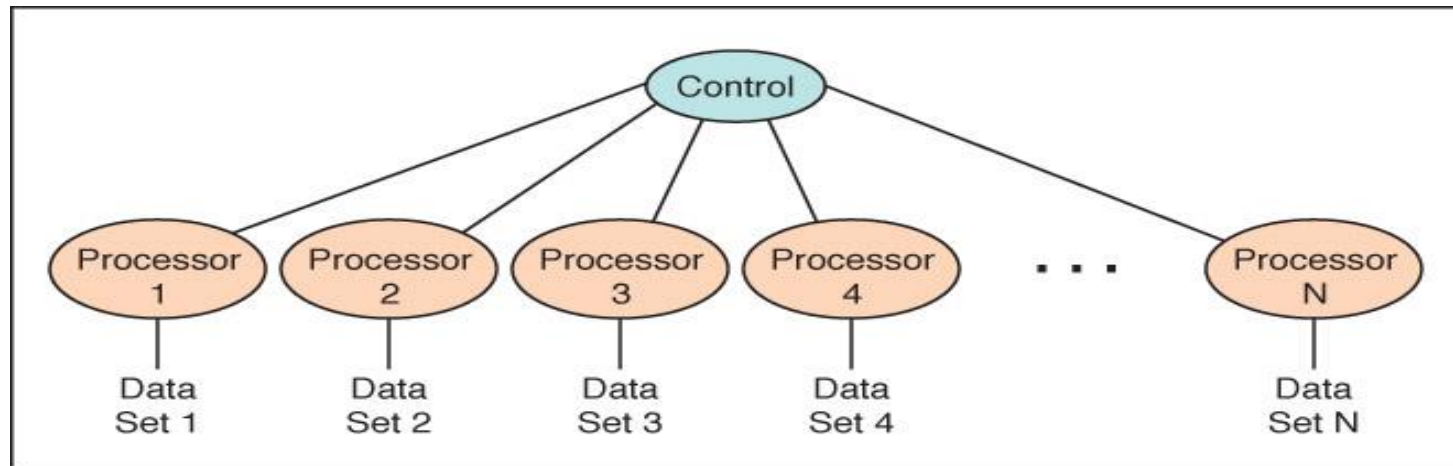 Control
Processor
1
Processor
2
Processor
3
Processor
4
. . .
Processor
N
Data
Set 1
Data
Set 2
Data
Set 3
Data
Set 4
Data
Set N